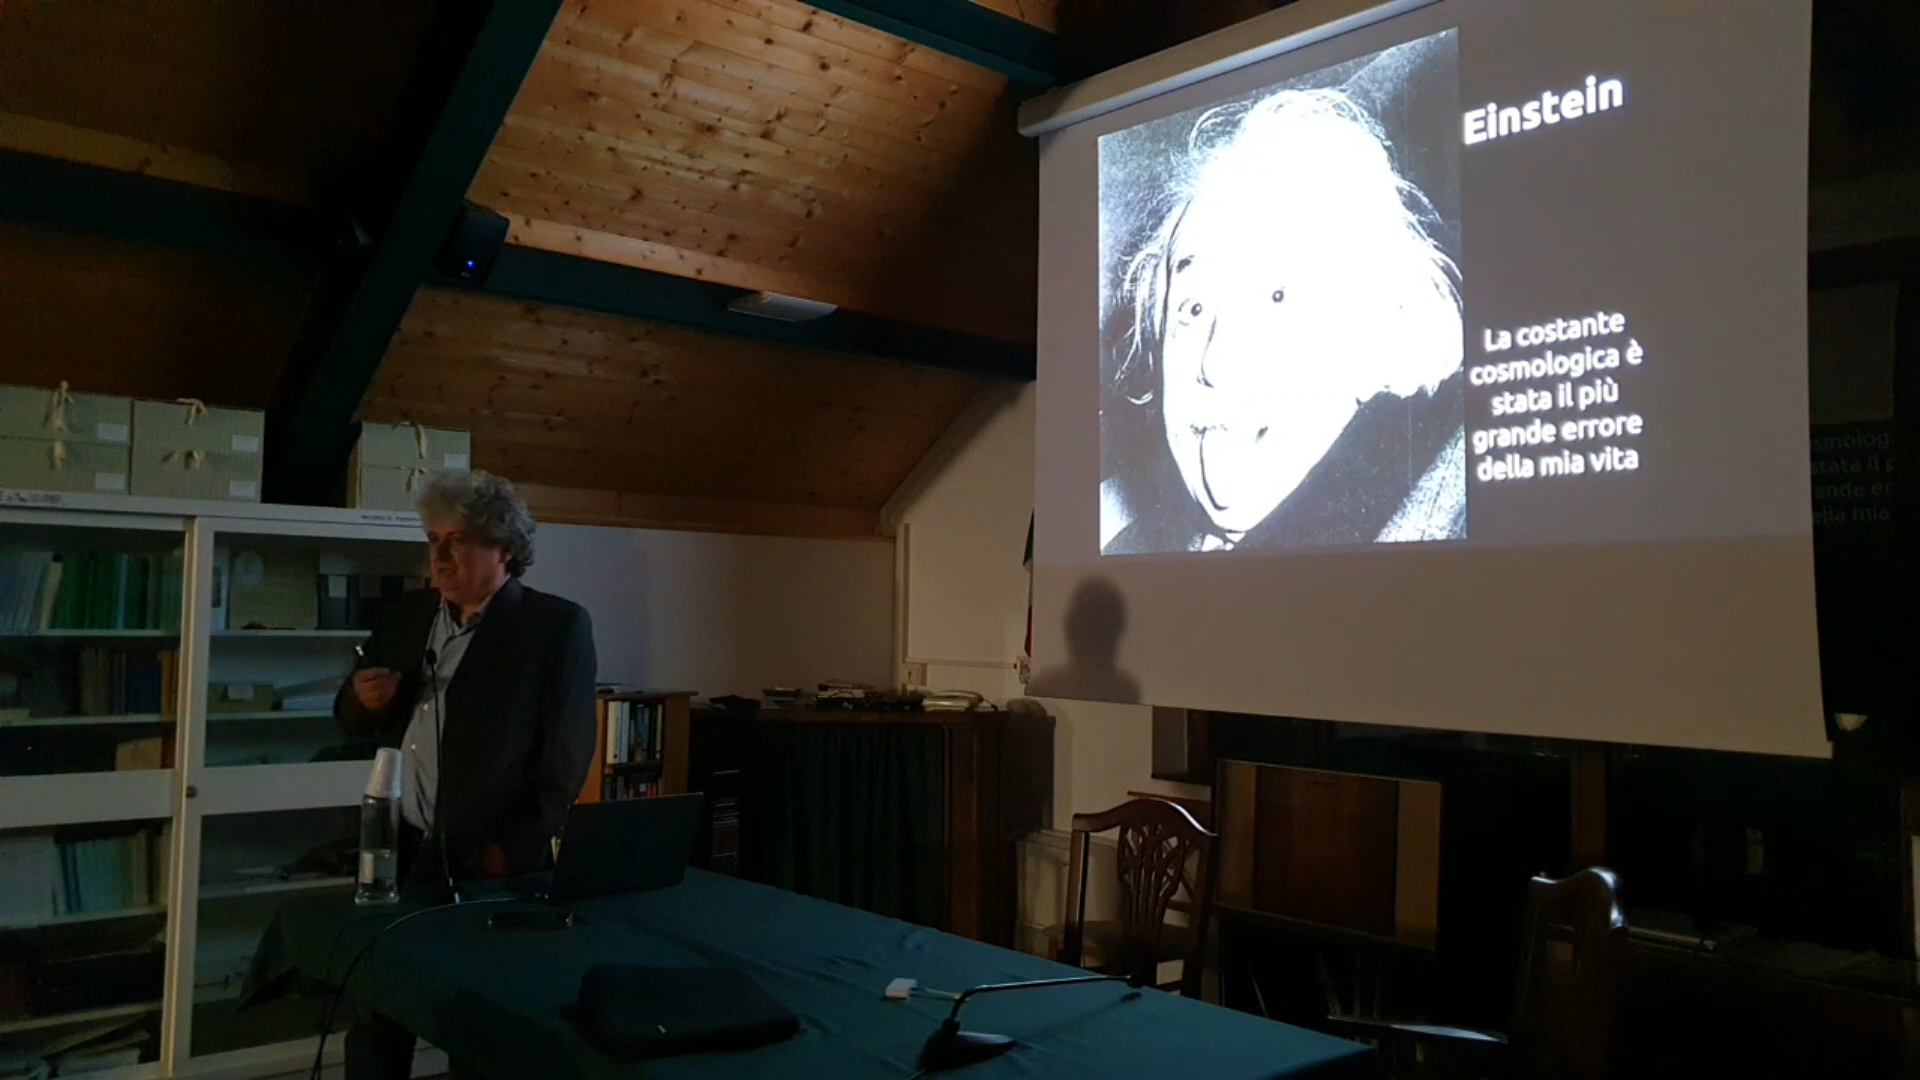 Einstein
La costante
cosmologica è
stata il più
grande errore
della mia vita